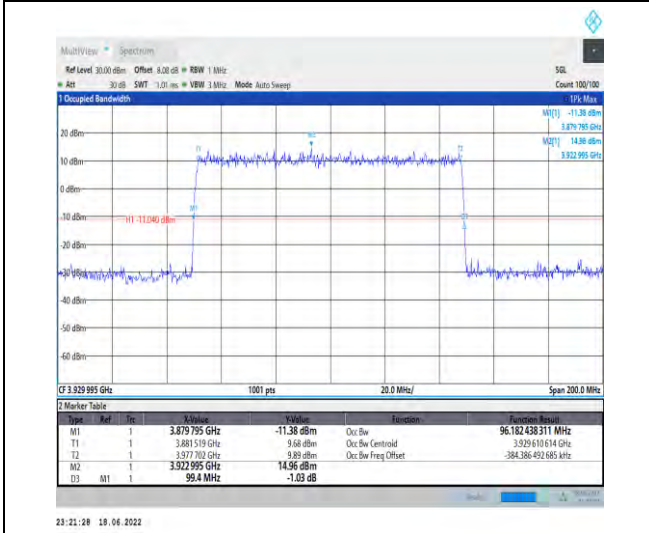 MultiView Spectrum
Ref Level 30.00 dBm Offset 8.00 dB RBW 1 MHz SGL
Att 30 dB SWT 1.01 ms VBW 3 MHz Mode Auto Sweep Count 100/100
1 Occupied Bandwidth 1Pk Max
M1[1] -11.38 dBm
3.879 795 GHz
M2[1] 14.96 dBm
3.922 995 GHz
20 dBm
M2
T1 T2
10 dBm
0 dBm
M1
-10 dBm H1 -11.040 dBm D3
-20 dBm
-30 dBm
-40 dBm
-50 dBm
-60 dBm
CF 3.929 995 GHz 1001 pts 20.0 MHz/ Span 200.0 MHz
2 Marker Table
Type Ref Trc X-Value Y-Value Function Function Result
M1 1 3.879 795 GHz -11.38 dBm Occ Bw 96.182 438 311 MHz
T1 1 3.881 519 GHz 9.68 dBm Occ Bw Centroid 3.929 610 614 GHz
T2 1 3.977 702 GHz 9.89 dBm Occ Bw Freq Offset -384.386 492 685 kHz
M2 1 3.922 995 GHz 14.96 dBm
D3 M1 1 99.4 MHz -1.03 dB
23:21:28 18.06.2022